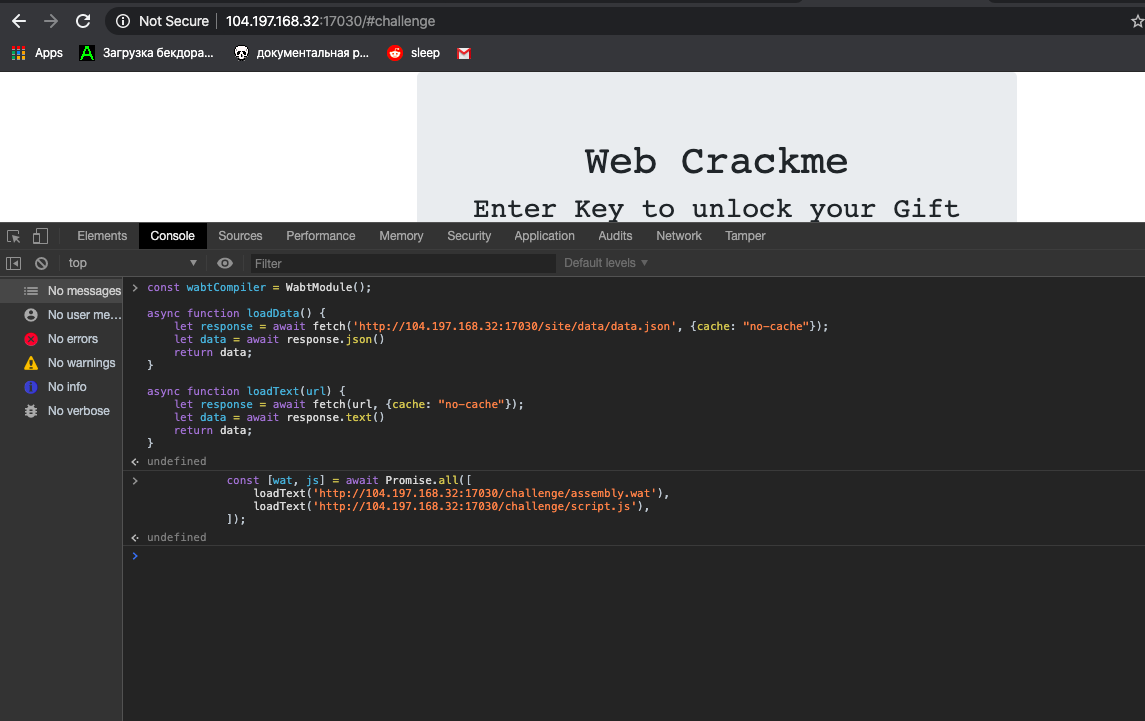 Not Secure 104.197.168.32:17030/#challenge
Apps Загрузка бекдора... документальная р... sleep
Web Crackme
Enter Key to unlock your Gift
Elements Console Sources Performance Memory Security Application Audits Network Tamper
top ▼ Filter Default levels ▼
No messages
No user me...
No errors
No warnings
No info
No verbose
> const wabtCompiler = WabtModule();
async function loadData() {
let response = await fetch('http://104.197.168.32:17030/site/data/data.json', {cache: "no-cache"});
let data = await response.json()
return data;
}
async function loadText(url) {
let response = await fetch(url, {cache: "no-cache"});
let data = await response.text()
return data;
}
undefined
> const [wat, js] = await Promise.all([
loadText('http://104.197.168.32:17030/challenge/assembly.wat'),
loadText('http://104.197.168.32:17030/challenge/script.js'),
]);
undefined
>